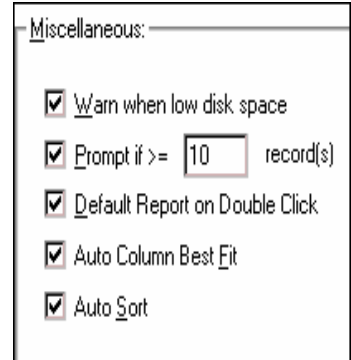 Miscellaneous:
Warn when low disk space
Prompt if >= 10 record(s)
Default Report on Double Click
Auto Column Best Fit
Auto Sort